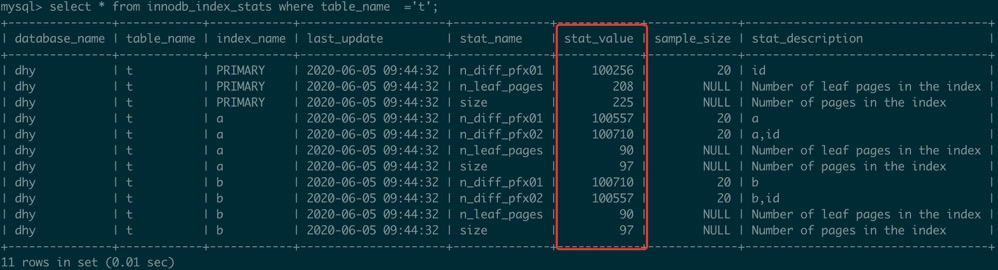 mysql> select * from innodb_index_stats where table_name  ='t';
+---------------+------------+------------+---------------------+--------------+------------+-------------+-----------------------------------+
| database_name | table_name | index_name | last_update         | stat_name    | stat_value | sample_size | stat_description                  |
+---------------+------------+------------+---------------------+--------------+------------+-------------+-----------------------------------+
| dhy           | t          | PRIMARY    | 2020-06-05 09:44:32 | n_diff_pfx01 |     100256 |          20 | id                                |
| dhy           | t          | PRIMARY    | 2020-06-05 09:44:32 | n_leaf_pages |        208 |        NULL | Number of leaf pages in the index |
| dhy           | t          | PRIMARY    | 2020-06-05 09:44:32 | size         |        225 |        NULL | Number of pages in the index      |
| dhy           | t          | a          | 2020-06-05 09:44:32 | n_diff_pfx01 |     100557 |          20 | a                                 |
| dhy           | t          | a          | 2020-06-05 09:44:32 | n_diff_pfx02 |     100710 |          20 | a,id                              |
| dhy           | t          | a          | 2020-06-05 09:44:32 | n_leaf_pages |         90 |        NULL | Number of leaf pages in the index |
| dhy           | t          | a          | 2020-06-05 09:44:32 | size         |         97 |        NULL | Number of pages in the index      |
| dhy           | t          | b          | 2020-06-05 09:44:32 | n_diff_pfx01 |     100710 |          20 | b                                 |
| dhy           | t          | b          | 2020-06-05 09:44:32 | n_diff_pfx02 |     100557 |          20 | b,id                              |
| dhy           | t          | b          | 2020-06-05 09:44:32 | n_leaf_pages |         90 |        NULL | Number of leaf pages in the index |
| dhy           | t          | b          | 2020-06-05 09:44:32 | size         |         97 |        NULL | Number of pages in the index      |
+---------------+------------+------------+---------------------+--------------+------------+-------------+-----------------------------------+
11 rows in set (0.01 sec)